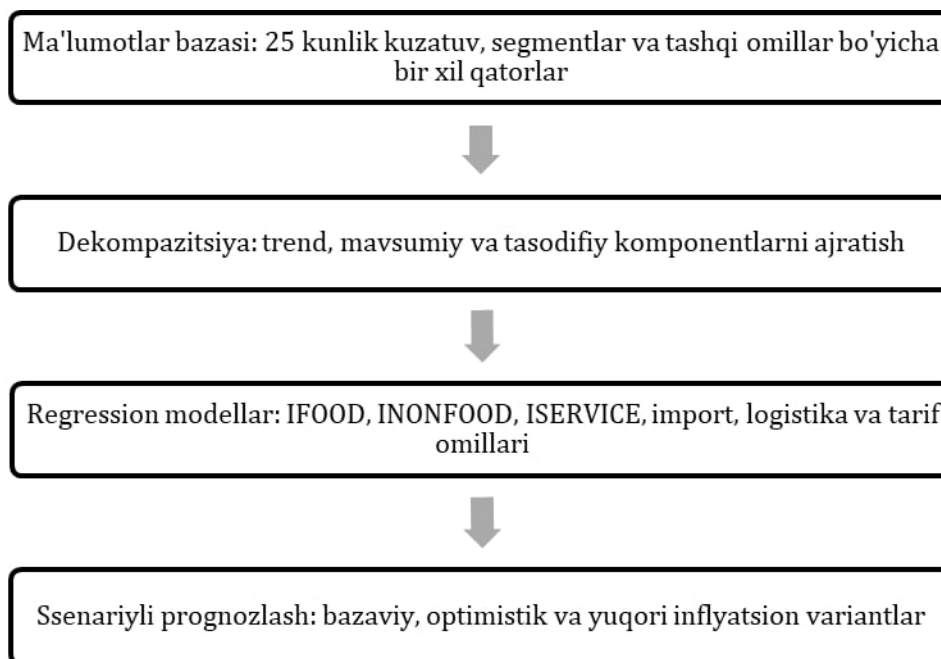 Ma'lumotlar bazasi: 25 kunlik kuzatuv, segmentlar va tashqi omillar bo'yicha
bir xil qatorlar
Dekompazitsiya: trend, mavsumiy va tasodifiy komponentlarni ajratish
Regression modellar: IFOOD, INONFOOD, ISERVICE, import, logistika va tarif
omillari
Ssenariyli prognozlash: bazaviy, optimistik va yuqori inflyatsion variantlar